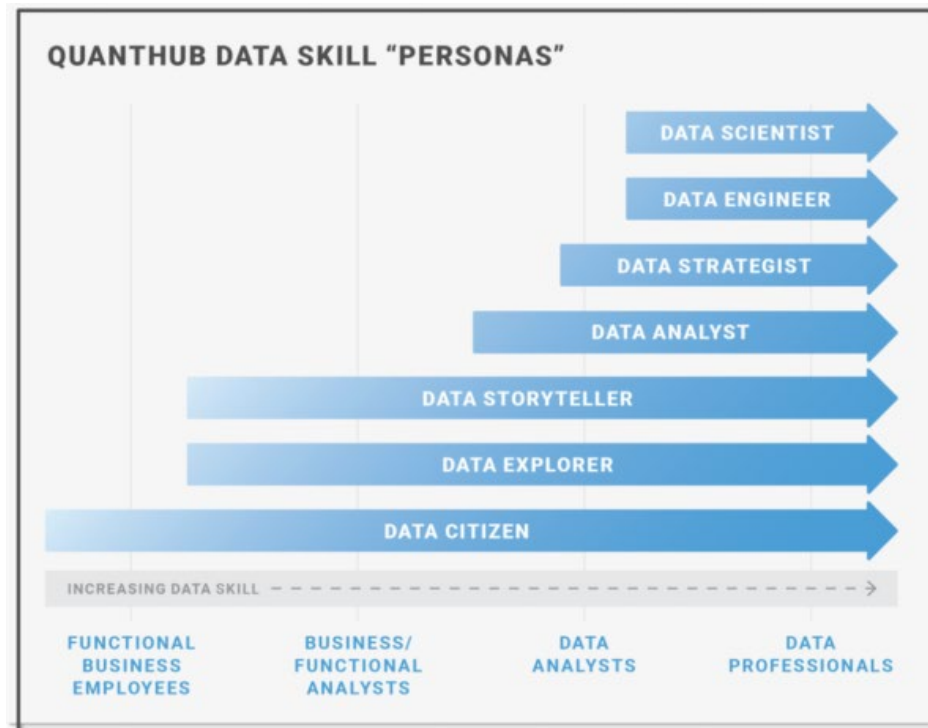 QUANTHUB DATA SKILL “PERSONAS”
DATA SCIENTIST
DATA ENGINEER
DATA STRATEGIST
DATA ANALYST
DATA STORYTELLER
DATA EXPLORER
DATA CITIZEN
INCREASING DATA SKILL
FUNCTIONAL
BUSINESS
EMPLOYEES
BUSINESS/
FUNCTIONAL
ANALYSTS
DATA
ANALYSTS
DATA
PROFESSIONALS